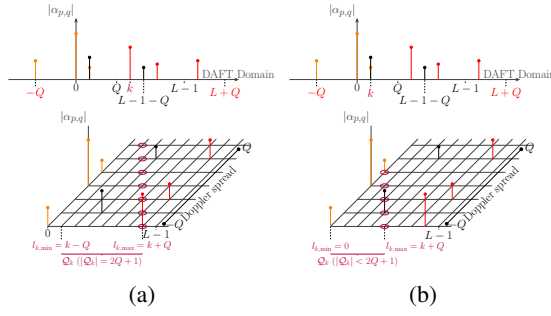 |α_{p,q}|
DAFT Domain
-Q 0 Q k L-1-Q L-1 L+Q
|α_{p,q}|
Q
Doppler spread
-Q
0 L-1
l_{k,min} = k-Q l_{k,max} = k+Q
𝒬_k (|𝒬_k| = 2Q+1)
(a)
|α_{p,q}|
DAFT Domain
-Q 0 k Q L-1-Q L-1 L+Q
|α_{p,q}|
Q
Doppler spread
-Q
L-1
l_{k,min} = 0 l_{k,max} = k+Q
𝒬_k (|𝒬_k| < 2Q+1)
(b)